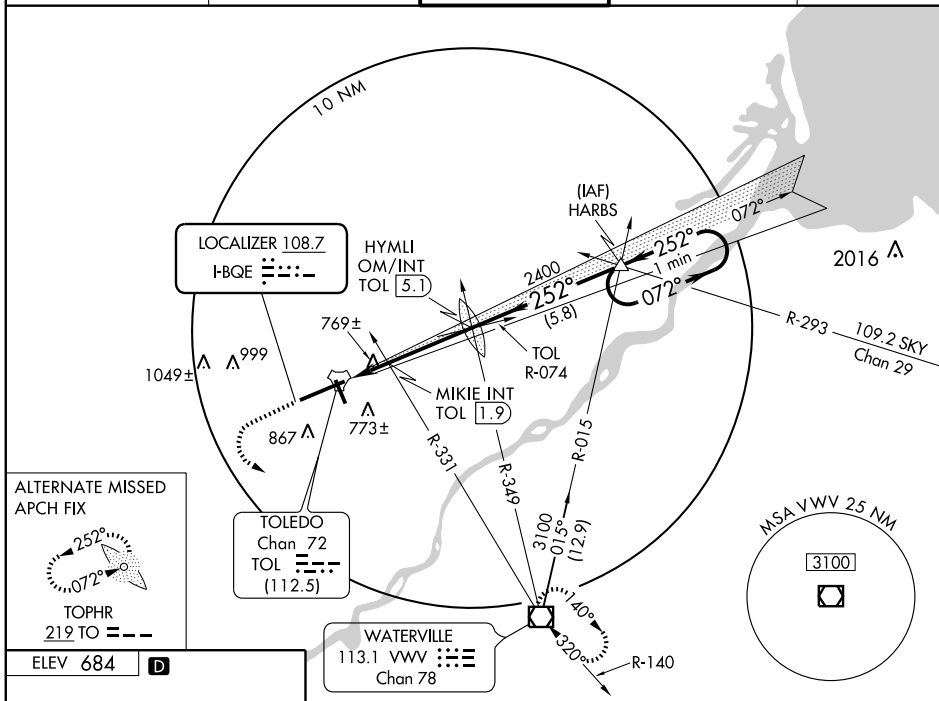 10 NM
(IAF)
HARBS
072°
LOCALIZER 108.7
I-BQE
HYMLI
OM/INT
TOL 5.1
2400
252°
(5.8)
252°
1 min
072°
2016
R-293
109.2 SKY
Chan 29
769±
TOL
R-074
1049±
999
MIKIE INT
TOL 1.9
867
773±
R-331
R-349
R-015
3100
015°
(12.9)
ALTERNATE MISSED
APCH FIX
252°
072°
TOPHR
219 TO
TOLEDO
Chan 72
TOL
(112.5)
MSA VWV 25 NM
3100
140°
320°
R-140
WATERVILLE
113.1 VWV
Chan 78
ELEV 684
D